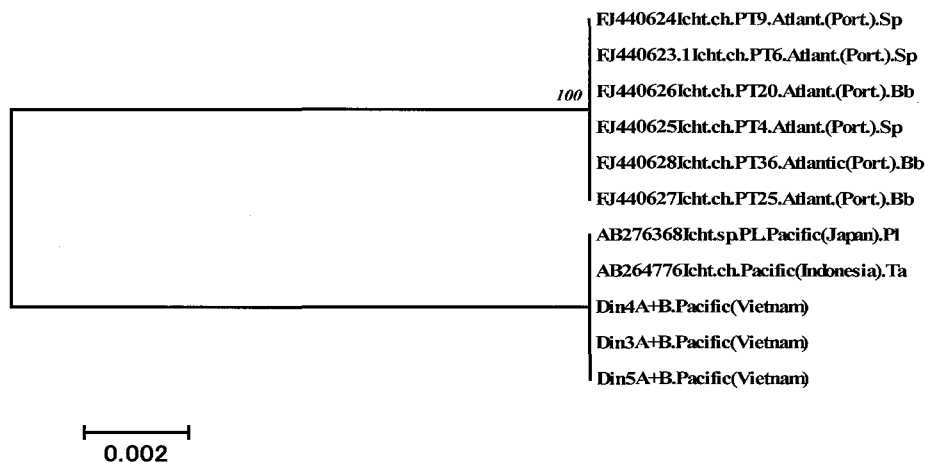 FJ440624Icht.ch.PT9.Atlant.(Port.).Sp
FJ440623.1Icht.ch.PT6.Atlant.(Port.).Sp
100
FJ440626Icht.ch.PT20.Atlant.(Port.).Bb
FJ440625Icht.ch.PT4.Atlant.(Port.).Sp
FJ440628Icht.ch.PT36.Atlantic(Port.).Bb
FJ440627Icht.ch.PT25.Atlant.(Port.).Bb
AB276368Icht.sp.PL.Pacific(Japan).Pl
AB264776Icht.ch.Pacific(Indonesia).Ta
Din4A+B.Pacific(Vietnam)
Din3A+B.Pacific(Vietnam)
Din5A+B.Pacific(Vietnam)
0.002